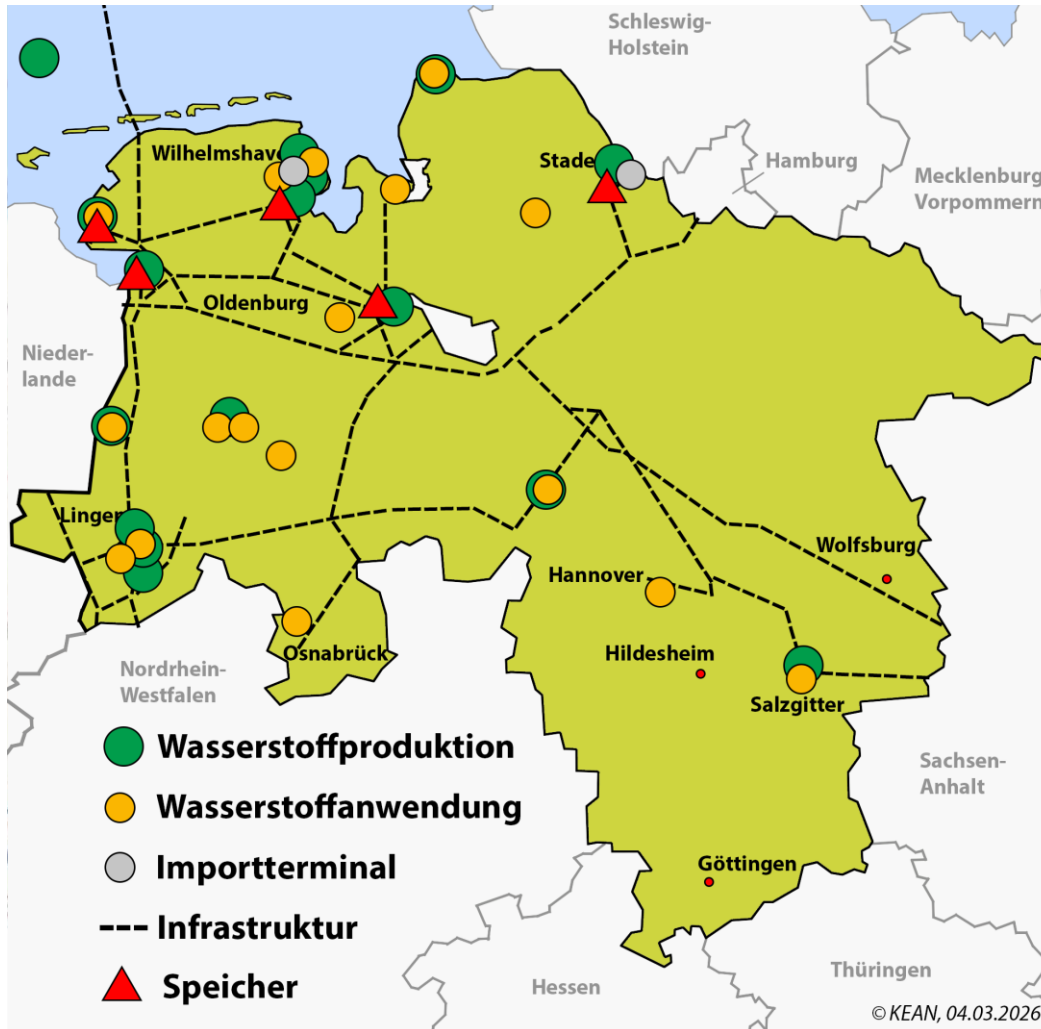 Schleswig-
Holstein
Wilhelmshav
Stade
Hamburg
Mecklenburg
Vorpommern
Oldenburg
Nieder-
lande
Lingen
Wolfsburg
Hannover
Osnabrück
Hildesheim
Nordrhein-
Westfalen
Salzgitter
Wasserstoffproduktion
Sachsen-
Anhalt
Wasserstoffanwendung
Importterminal
Göttingen
Infrastruktur
Speicher
Hessen
Thüringen
© KEAN, 04.03.2026